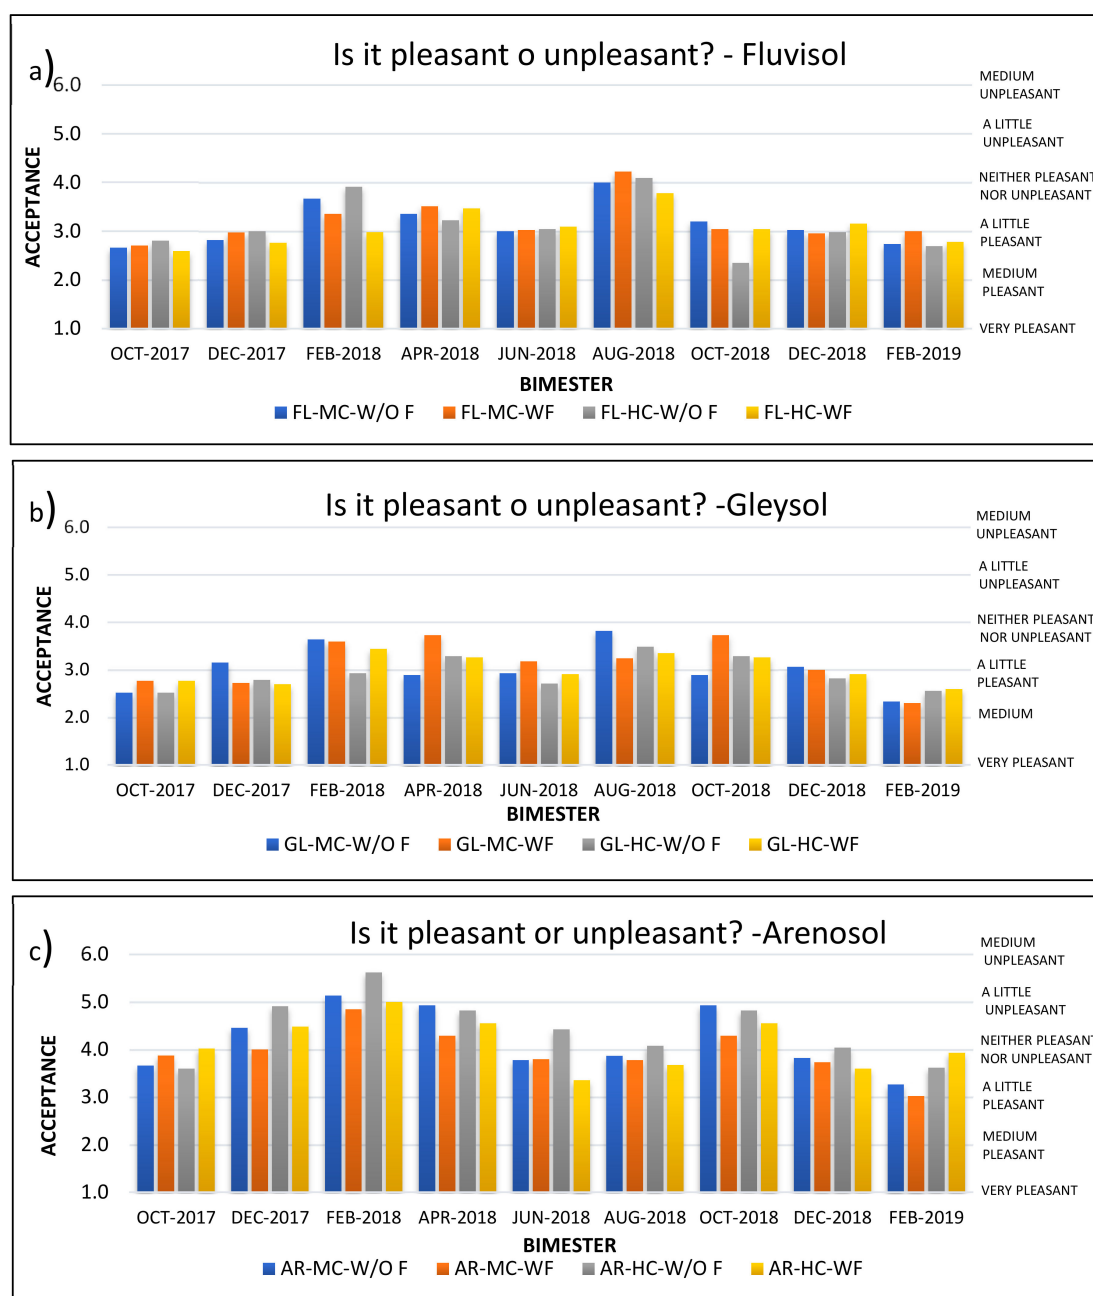 a)
Is it pleasant o unpleasant? - Fluvisol
6.0
5.0
4.0
3.0
2.0
1.0
ACCEPTANCE
MEDIUM
UNPLEASANT
A LITTLE
UNPLEASANT
NEITHER PLEASANT
NOR UNPLEASANT
A LITTLE
PLEASANT
MEDIUM
PLEASANT
VERY PLEASANT
OCT-2017 DEC-2017 FEB-2018 APR-2018 JUN-2018 AUG-2018 OCT-2018 DEC-2018 FEB-2019
BIMESTER
FL-MC-W/O F FL-MC-WF FL-HC-W/O F FL-HC-WF
b)
Is it pleasant o unpleasant? -Gleysol
6.0
5.0
4.0
3.0
2.0
1.0
ACCEPTANCE
MEDIUM
UNPLEASANT
A LITTLE
UNPLEASANT
NEITHER PLEASANT
NOR UNPLEASANT
A LITTLE
PLEASANT
MEDIUM
VERY PLEASANT
OCT-2017 DEC-2017 FEB-2018 APR-2018 JUN-2018 AUG-2018 OCT-2018 DEC-2018 FEB-2019
BIMESTER
GL-MC-W/O F GL-MC-WF GL-HC-W/O F GL-HC-WF
c)
Is it pleasant or unpleasant? -Arenosol
6.0
5.0
4.0
3.0
2.0
1.0
ACCEPTANCE
MEDIUM
UNPLEASANT
A LITTLE
UNPLEASANT
NEITHER PLEASANT
NOR UNPLEASANT
A LITTLE
PLEASANT
MEDIUM
PLEASANT
VERY PLEASANT
OCT-2017 DEC-2017 FEB-2018 APR-2018 JUN-2018 AUG-2018 OCT-2018 DEC-2018 FEB-2019
BIMESTER
AR-MC-W/O F AR-MC-WF AR-HC-W/O F AR-HC-WF